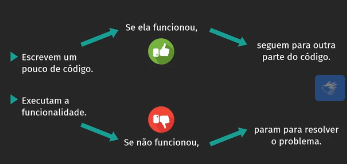 Se ela funcionou,
Escrevem um
pouco de código.
seguem para outra
parte do código.
Executam a
funcionalidade.
Se não funcionou,
param para resolver
o problema.